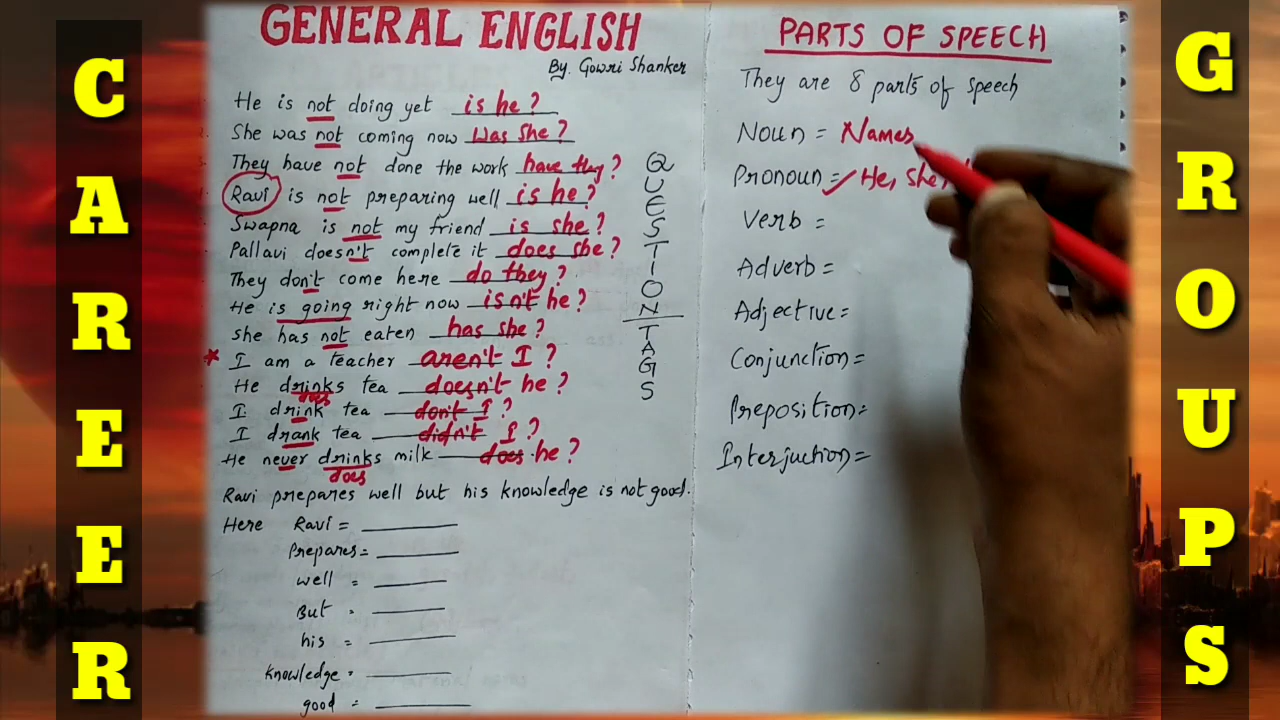 CAREER
GENERAL ENGLISH
By. Gowri Shanker
He is not doing yet is he?
She was not coming now was she?
They have not done the work have they?
Ravi is not preparing well is he?
Swapna is not my friend is she?
Pallavi doesn't complete it does she?
They don't come here do they?
He is going right now isn't he?
She has not eaten has she?
* I am a teacher aren't I?
He drinks tea doesn't he?
does
I drink tea don't I?
I drank tea didn't I?
He never drinks milk does he?
does
QUESTION TAGS
Ravi prepares well but his knowledge is not good.
Here Ravi =
Prepares =
well =
But =
his =
knowledge =
good =
PARTS OF SPEECH
They are 8 parts of speech
Noun = Names
Pronoun = He, She,
Verb =
Adverb =
Adjective =
Conjunction =
Preposition =
Interjuction =
GROUPS